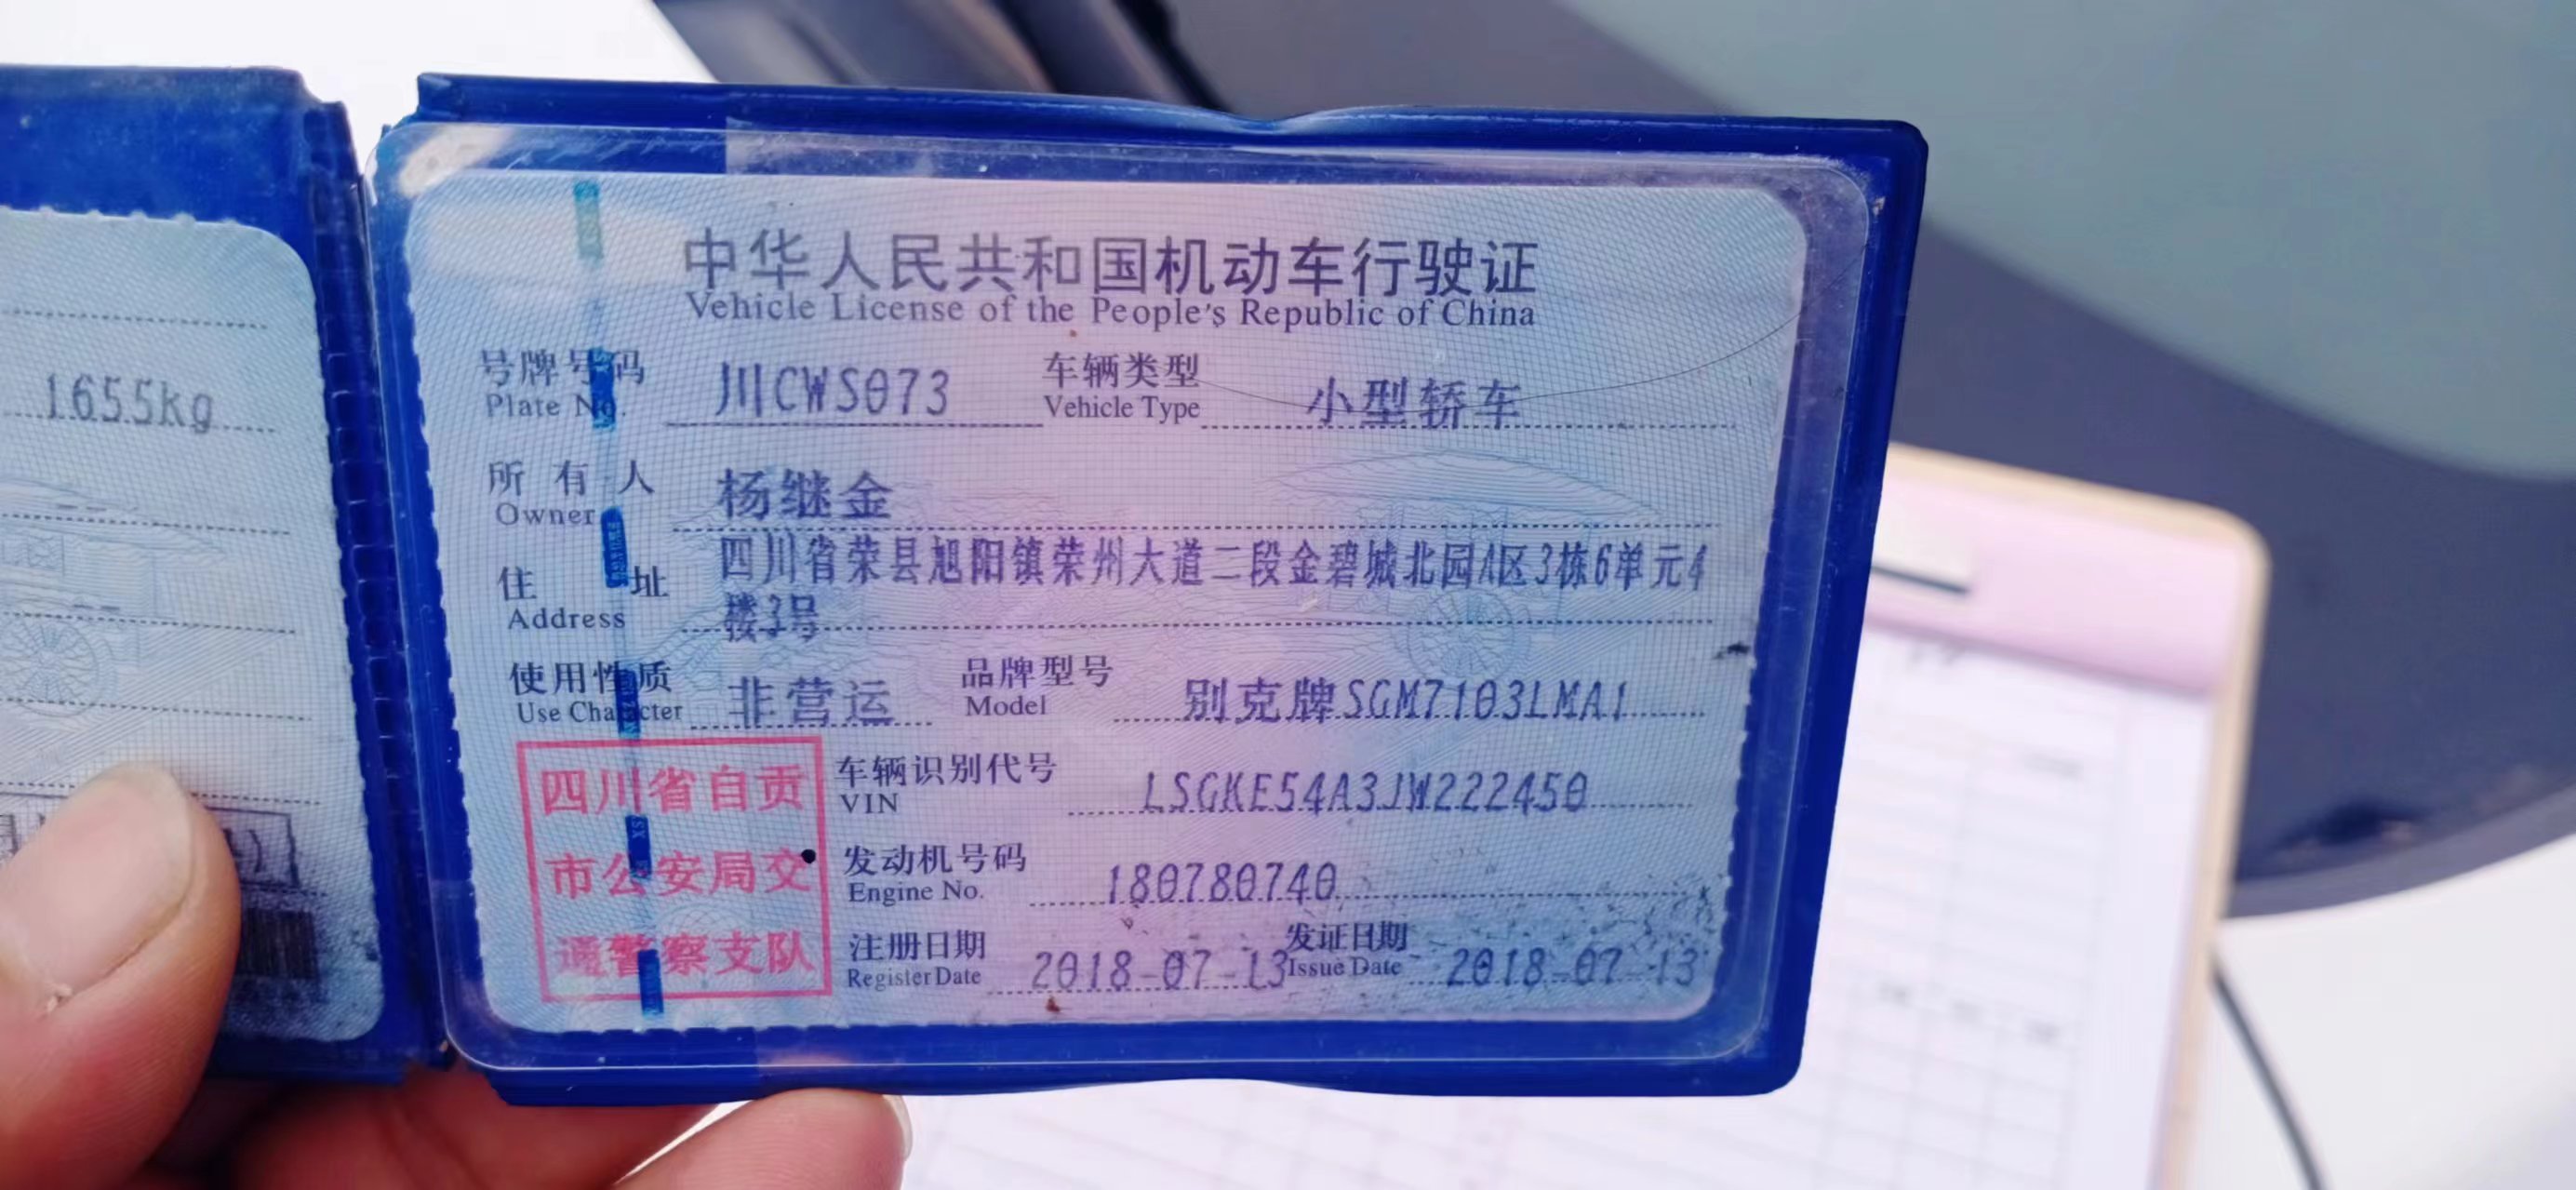 1655kg
中华人民共和国机动车行驶证
Vehicle License of the People's Republic of China
号牌号码 川CWS073 车辆类型 小型轿车
Plate No. Vehicle Type
所有人 杨继金
Owner
住址 四川省荣县旭阳镇荣州大道二段金碧城北园A区3栋6单元4
Address 楼3号
使用性质 非营运 品牌型号 别克牌SGM7103LMA1
Use Character Model
四川省自贡
市公安局交
通警察支队
车辆识别代号 LSGKE54A3JW222450
VIN
发动机号码 180780740
Engine No.
注册日期 2018-07-13 发证日期 2018-07-13
Register Date Issue Date